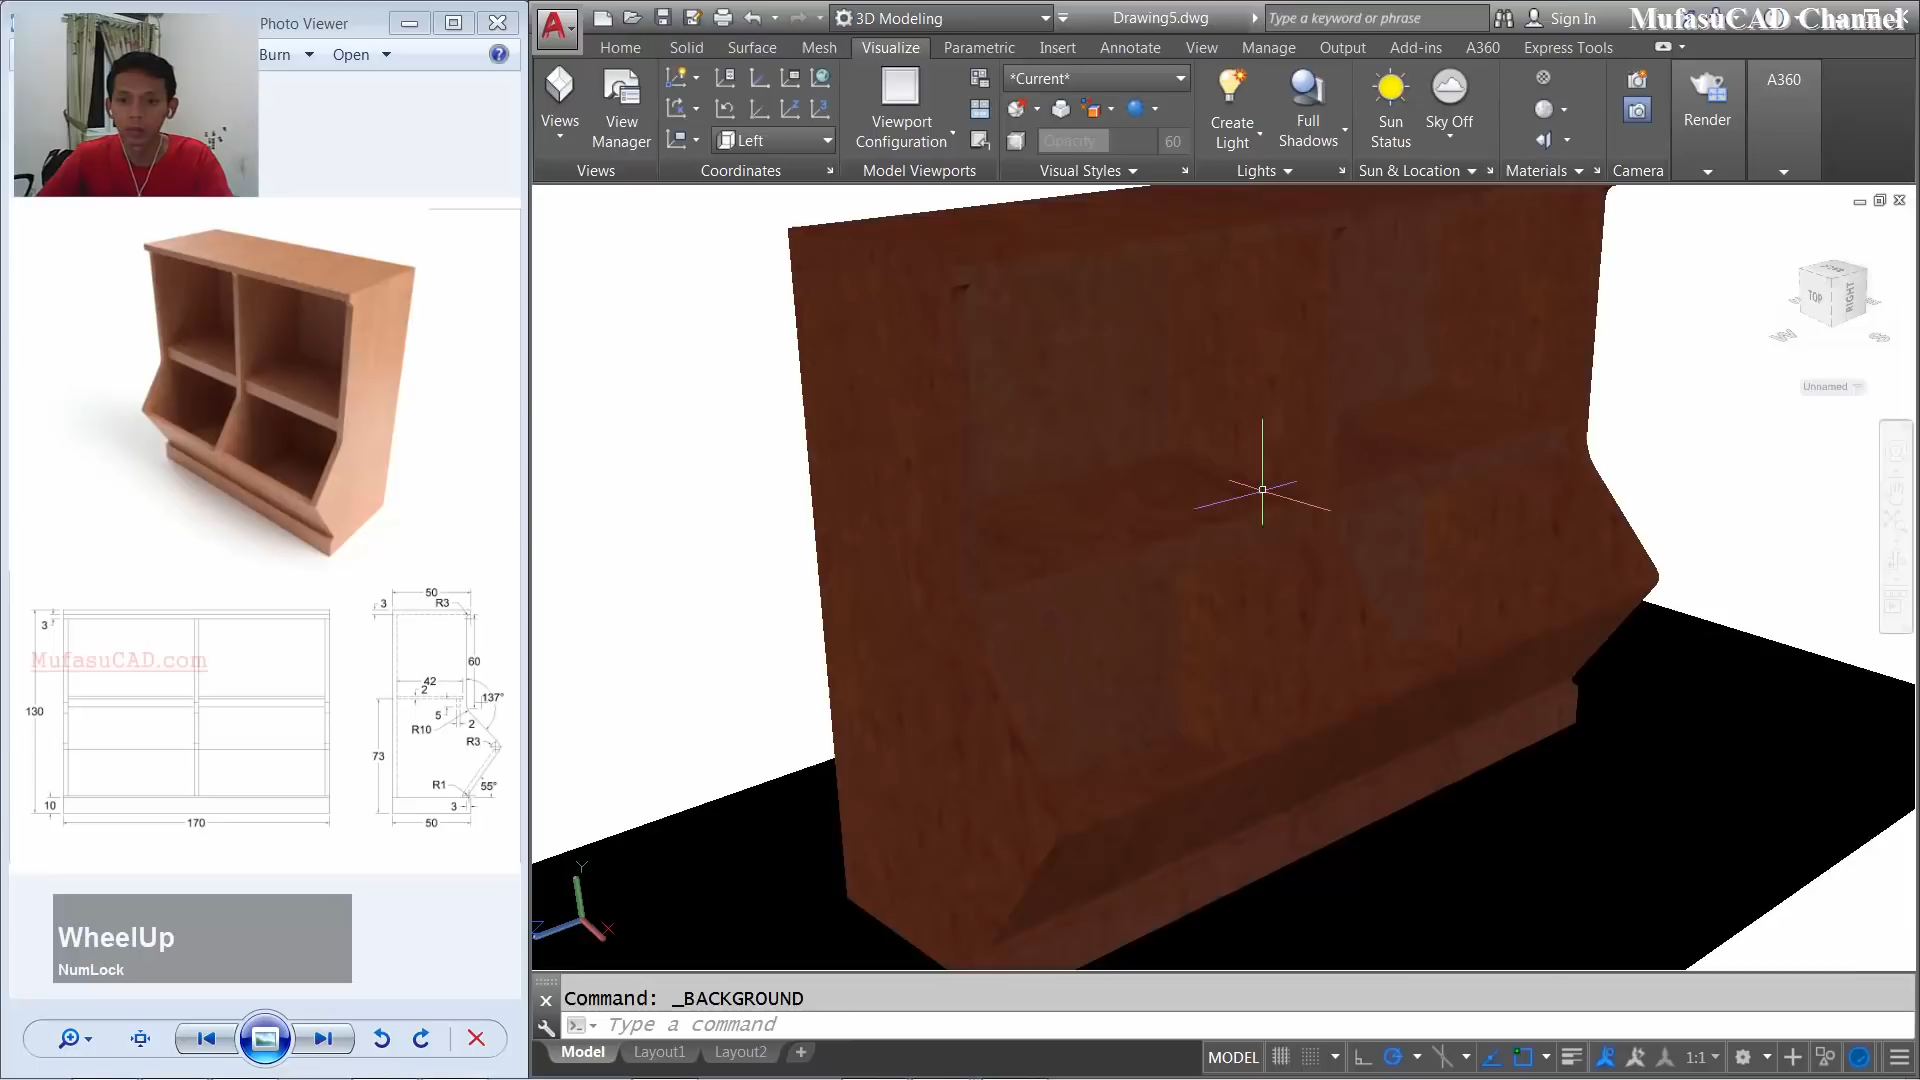 Photo Viewer
Burn
Open
3D Modeling
Drawing5.dwg
Type a keyword or phrase
Sign In
MufasuCAD Channel
Home
Solid
Surface
Mesh
Visualize
Parametric
Insert
Annotate
View
Manage
Output
Add-ins
A360
Express Tools
Views
View
Manager
Left
Viewport
Configuration
*Current*
Opacity
60
Create
Light
Full
Shadows
Sun
Status
Sky Off
Render
A360
Views
Coordinates
Model Viewports
Visual Styles
Lights
Sun & Location
Materials
Camera
TOP
RIGHT
Unnamed
50
3
R3
3
MufasuCAD.com
60
42
2
137°
130
5
2
R10
R3
73
R1
55°
10
3
170
50
Y
Z
X
WheelUp
NumLock
Command: _BACKGROUND
Type a command
Model
Layout1
Layout2
MODEL
1:1